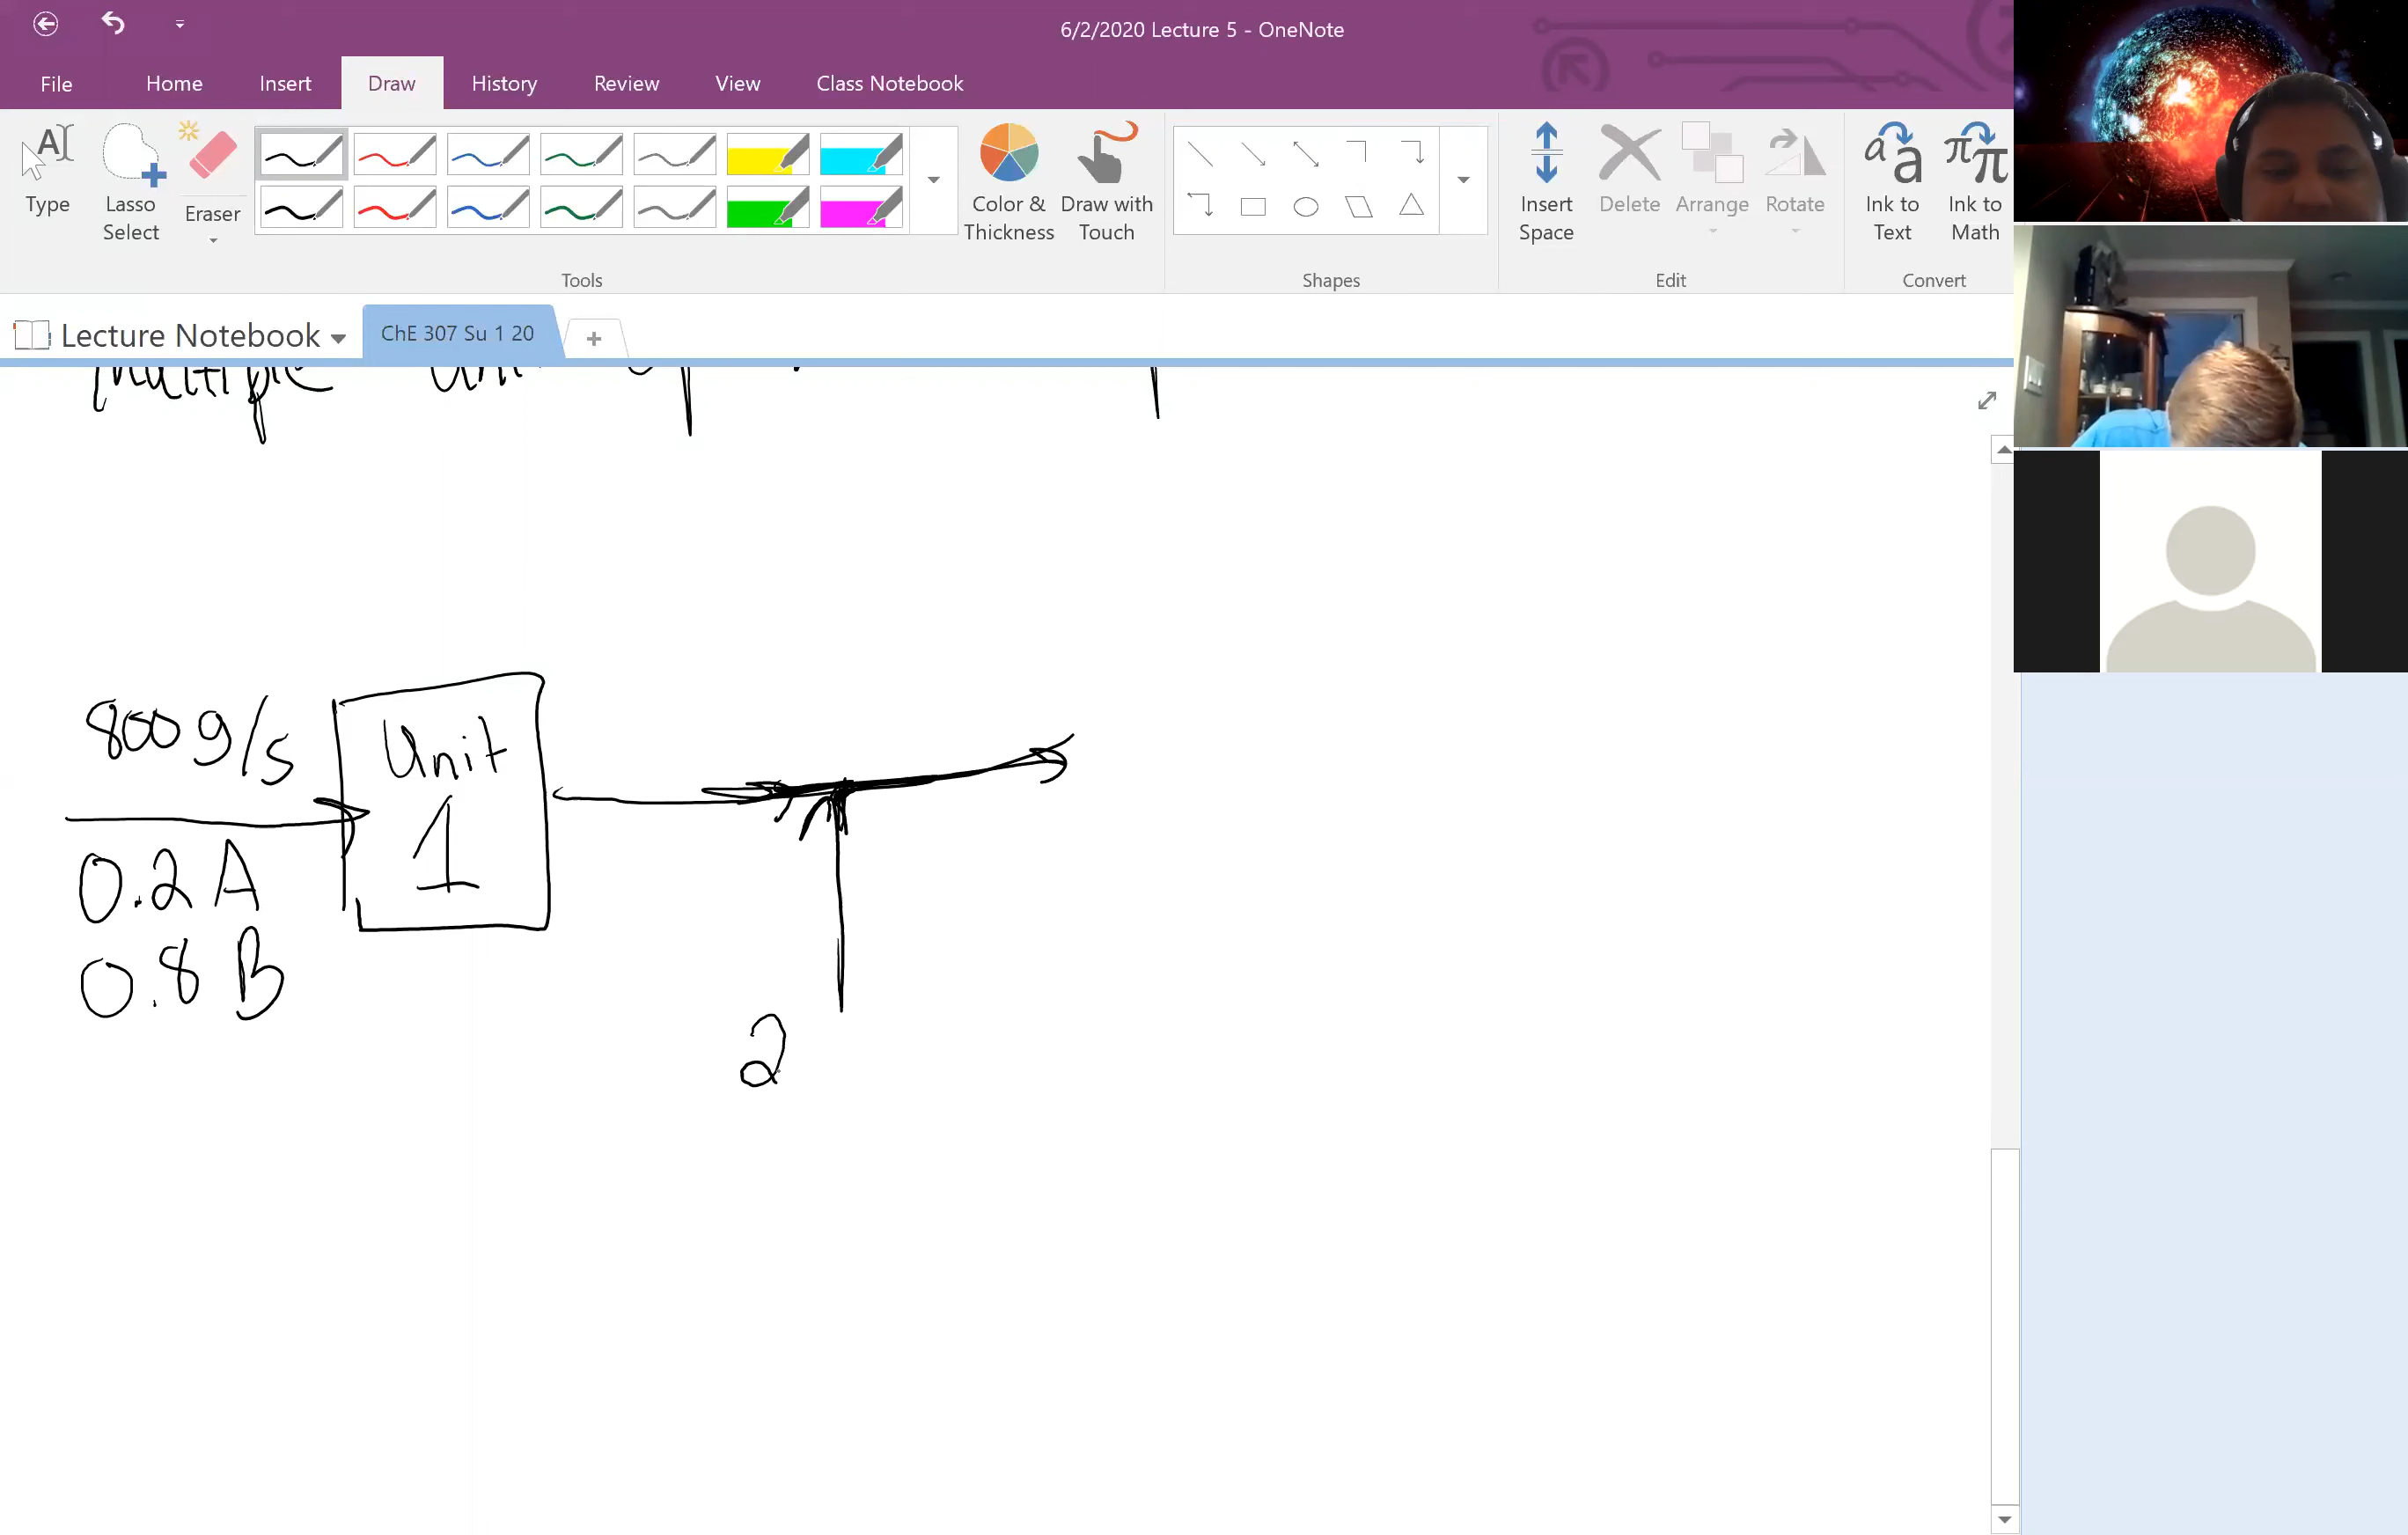 6/2/2020 Lecture 5 - OneNote
File Home Insert Draw History Review View Class Notebook
Type
Lasso Select
Eraser
Color & Thickness
Draw with Touch
Insert Space
Delete
Arrange
Rotate
Ink to Text
Ink to Math
Tools Shapes Edit Convert
Lecture Notebook
ChE 307 Su 1 20
Multiple
800 g/s
Unit
1
0.2 A
0.8 B
2